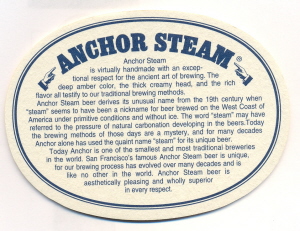 ANCHOR STEAM®
Anchor Steam
is virtually handmade with an excep-
tional respect for the ancient art of brewing. The
deep amber color, the thick creamy head, and the rich
flavor all testify to our traditional brewing methods.
Anchor Steam beer derives its unusual name from the 19th century when
"steam" seems to have been a nickname for beer brewed on the West Coast of
America under primitive conditions and without ice. The word "steam" may have
referred to the pressure of natural carbonation developing in the beers.Today
the brewing methods of those days are a mystery, and for many decades
Anchor alone has used the quaint name "steam" for its unique beer.
Today Anchor is one of the smallest and most traditional breweries
in the world. San Francisco's famous Anchor Steam beer is unique,
for our brewing process has evolved over many decades and is
like no other in the world. Anchor Steam beer is
aesthetically pleasing and wholly superior
in every respect.